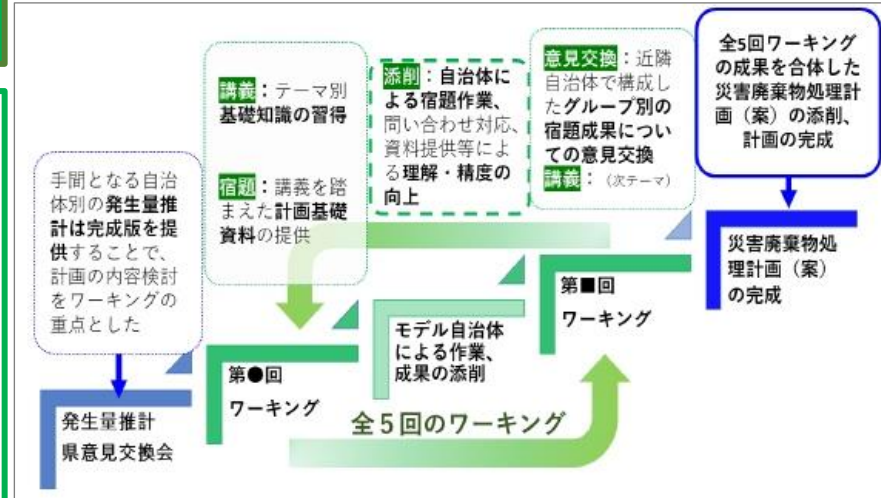 手間となる自治
体別の発生量推
計は完成版を提
供することで、
計画の内容検討
をワーキングの
重点とした
発生量推計
県意見交換会
講義：テーマ別
基礎知識の習得
宿題：講義を踏
まえた計画基礎
資料の提供
第●回
ワーキング
添削：自治体に
よる宿題作業、
問い合わせ対応、
資料提供等によ
る理解・精度の
向上
モデル自治体
による作業、
成果の添削
意見交換：近隣
自治体で構成し
たグループ別の
宿題成果につい
ての意見交換
講義：（次テーマ）
第■回
ワーキング
全５回のワーキング
全5回ワーキング
の成果を合体した
災害廃棄物処理計
画（案）の添削、
計画の完成
災害廃棄物処
理計画（案）
の完成